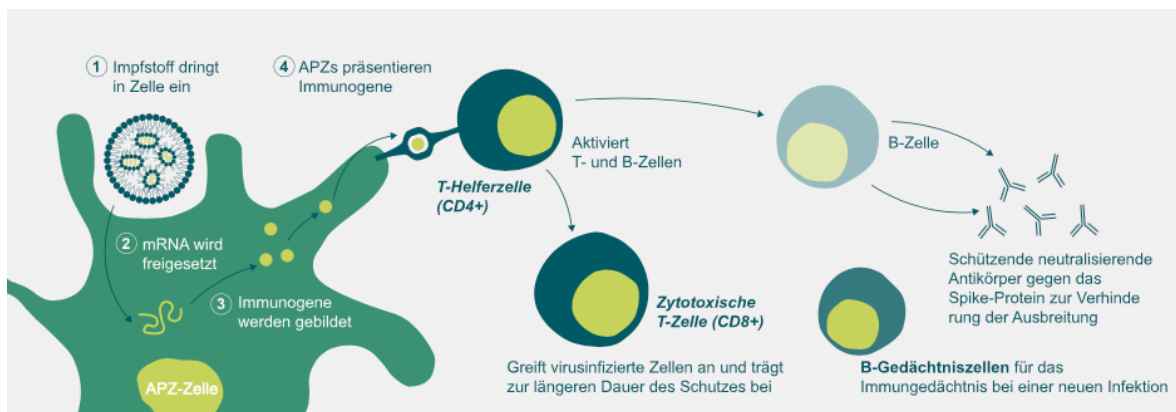 1 Impfstoff dringt
in Zelle ein
2 mRNA wird
freigesetzt
3 Immunogene
werden gebildet
APZ-Zelle
4 APZs präsentieren
Immunogene
T-Helferzelle
(CD4+)
Aktiviert
T- und B-Zellen
Zytotoxische
T-Zelle (CD8+)
Greift virusinfizierte Zellen an und trägt
zur längeren Dauer des Schutzes bei
B-Zelle
Schützende neutralisierende
Antikörper gegen das
Spike-Protein zur Verhinde
rung der Ausbreitung
B-Gedächtniszellen für das
Immungedächtnis bei einer neuen Infektion